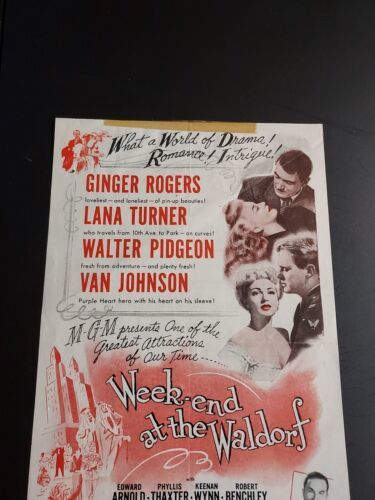 What a World of Drama!
Romance! Intrigue!
GINGER ROGERS
loveliest—and loneliest—of pin-up beauties!
LANA TURNER
who travels from 10th Ave. to Park—on curves!
WALTER PIDGEON
fresh from adventure—and plenty fresh!
VAN JOHNSON
Purple Heart hero with his heart on his sleeve!
M-G-M presents One of the
Greatest Attractions
of Our Time
Week-end
at the Waldorf
with
EDWARD PHYLLIS KEENAN ROBERT
ARNOLD · THAXTER · WYNN · BENCHLEY